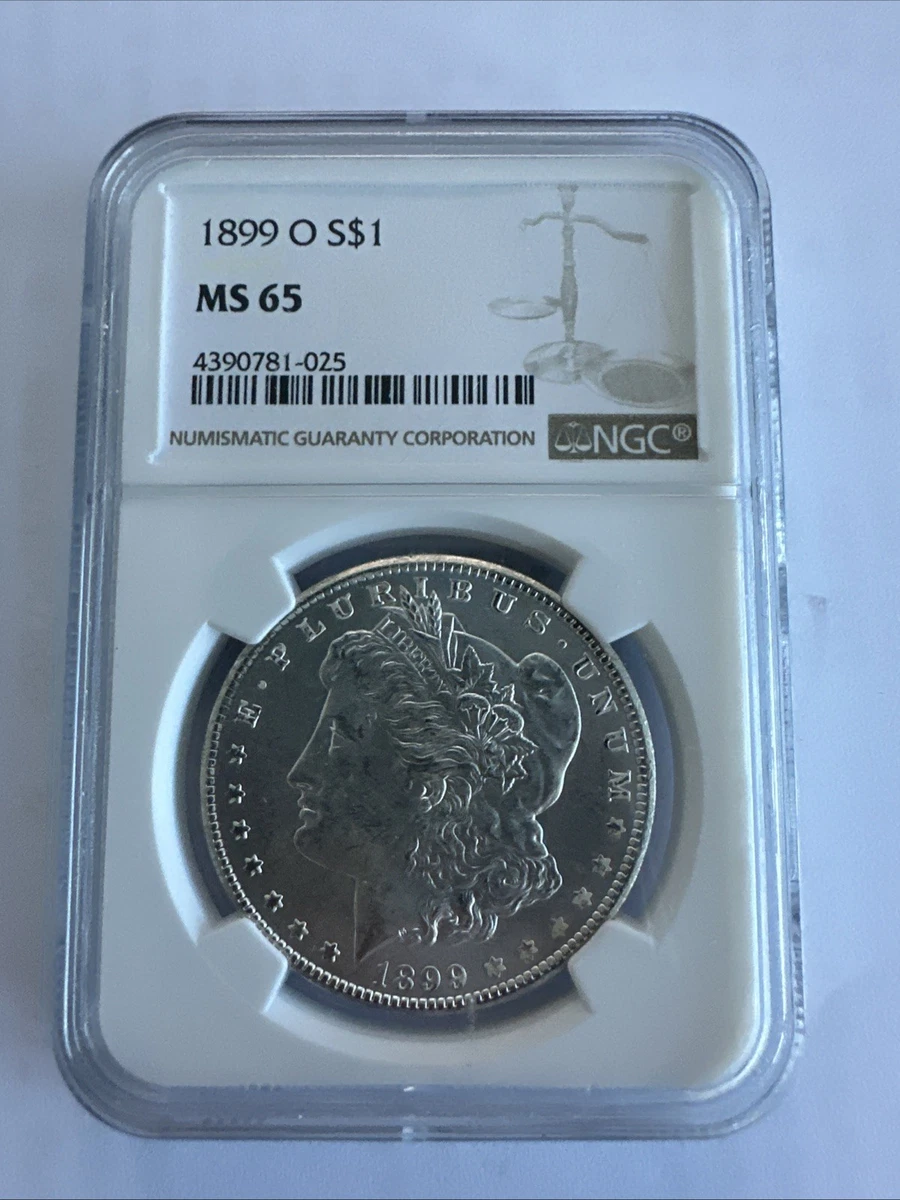 1899 O S$1
MS 65
4390781-025
NUMISMATIC GUARANTY CORPORATION
NGC®
E · PLURIBUS · UNUM
LIBERTY
1899